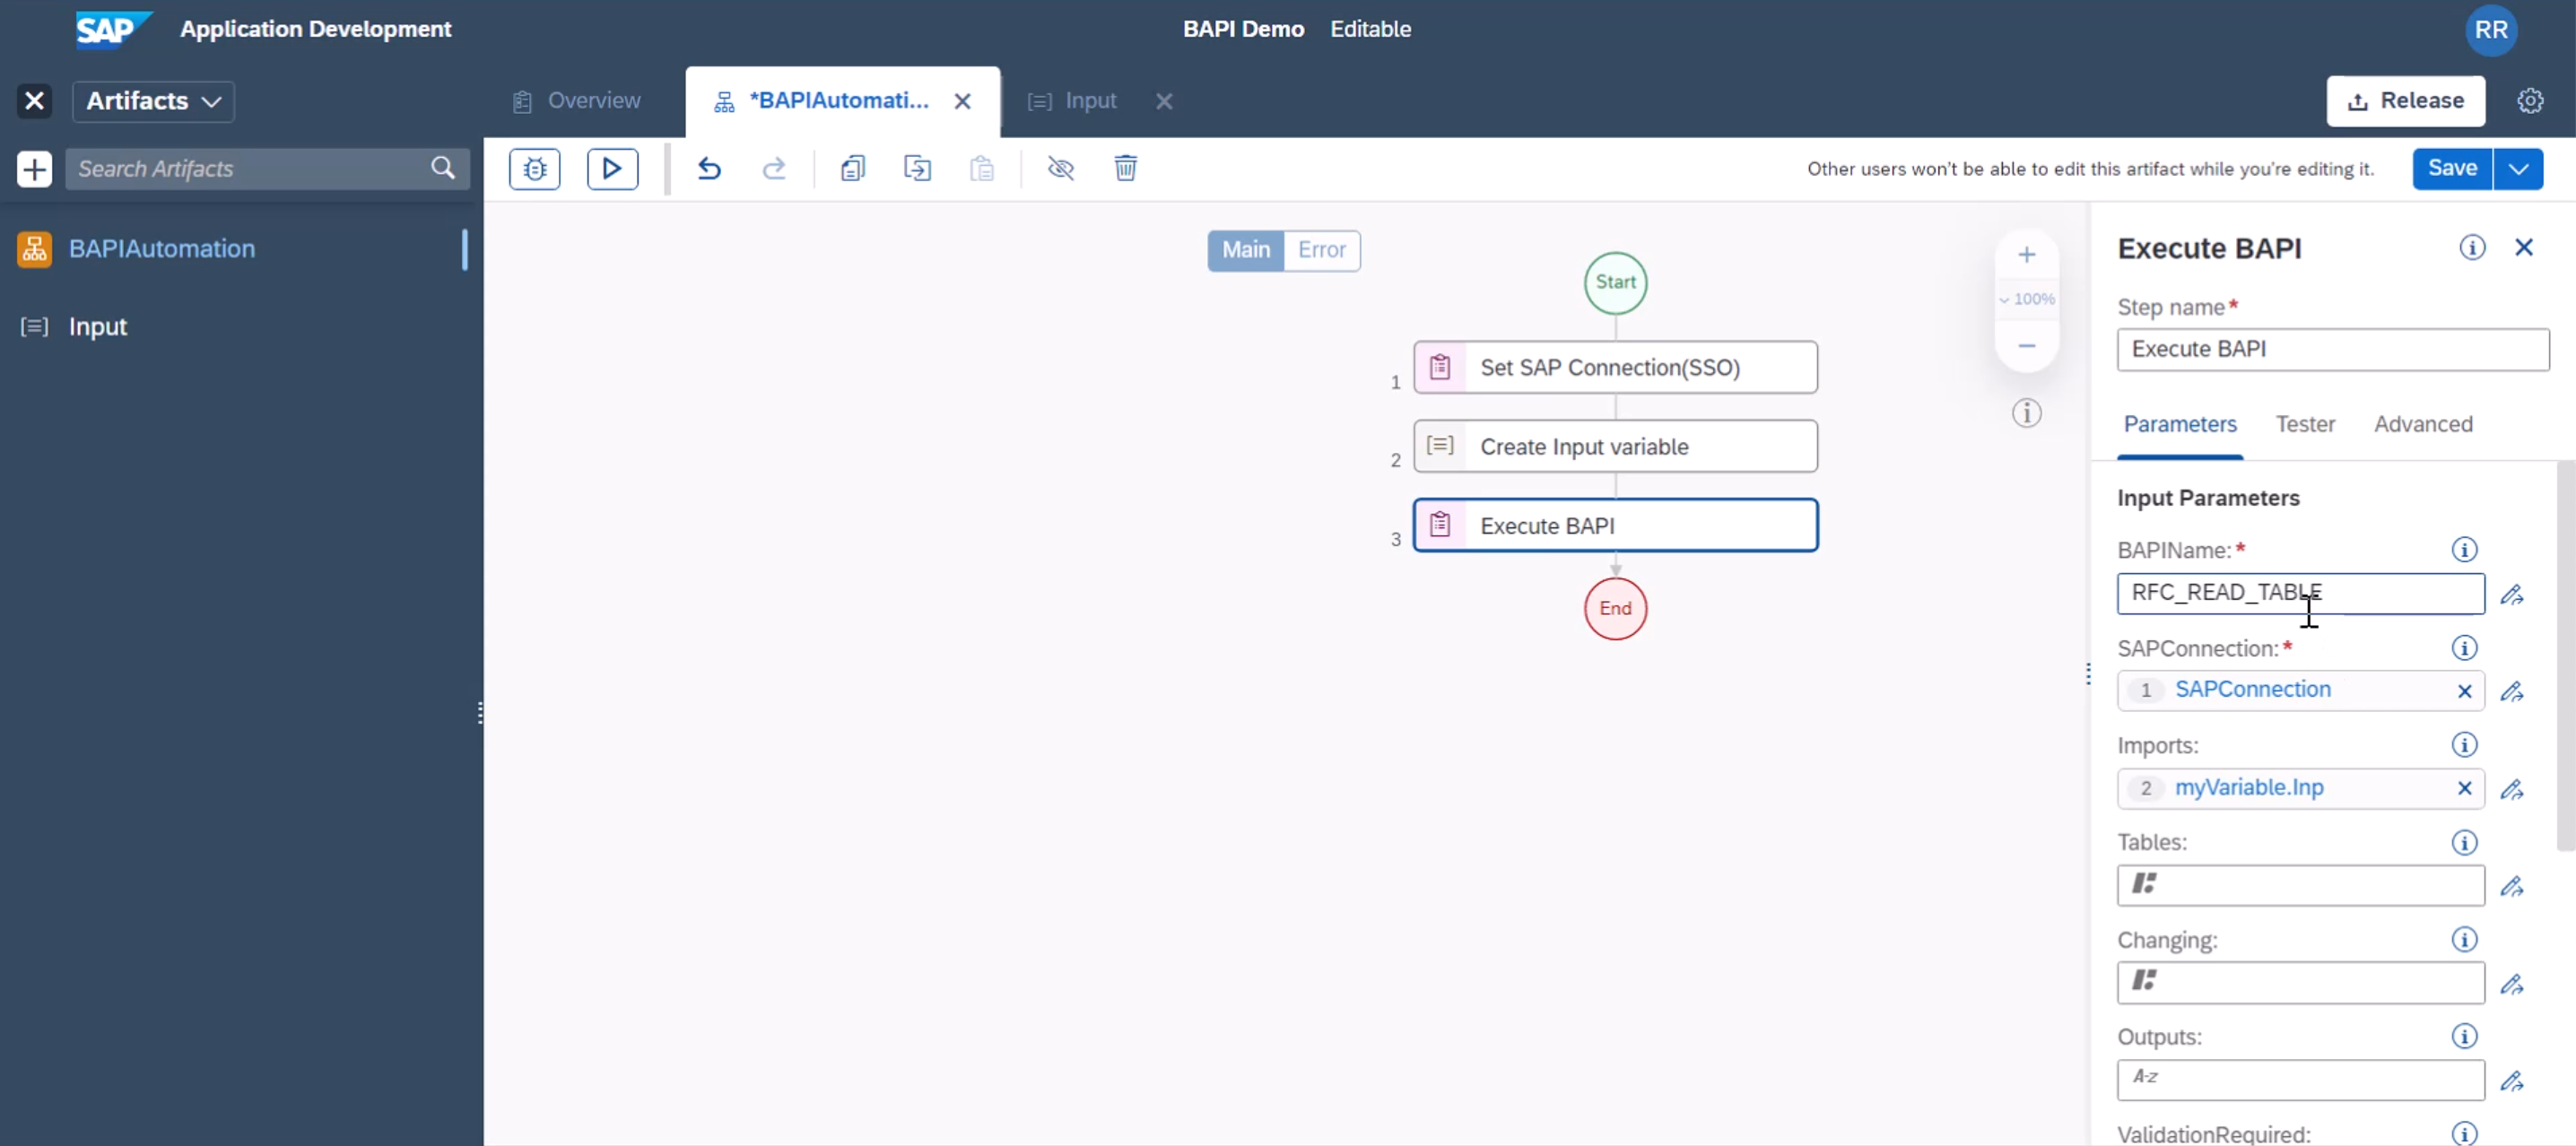 SAP Application Development
BAPI Demo Editable
RR
Artifacts
Overview
*BAPIAutomati...
Input
Release
Search Artifacts
Other users won't be able to edit this artifact while you're editing it.
Save
BAPIAutomation
Input
Main Error
100%
Start
1 Set SAP Connection(SSO)
2 Create Input variable
3 Execute BAPI
End
Execute BAPI
Step name*
Execute BAPI
Parameters Tester Advanced
Input Parameters
BAPIName:*
RFC_READ_TABLE
SAPConnection:*
1 SAPConnection
Imports:
2 myVariable.Inp
Tables:
Changing:
Outputs:
A-z
ValidationRequired: